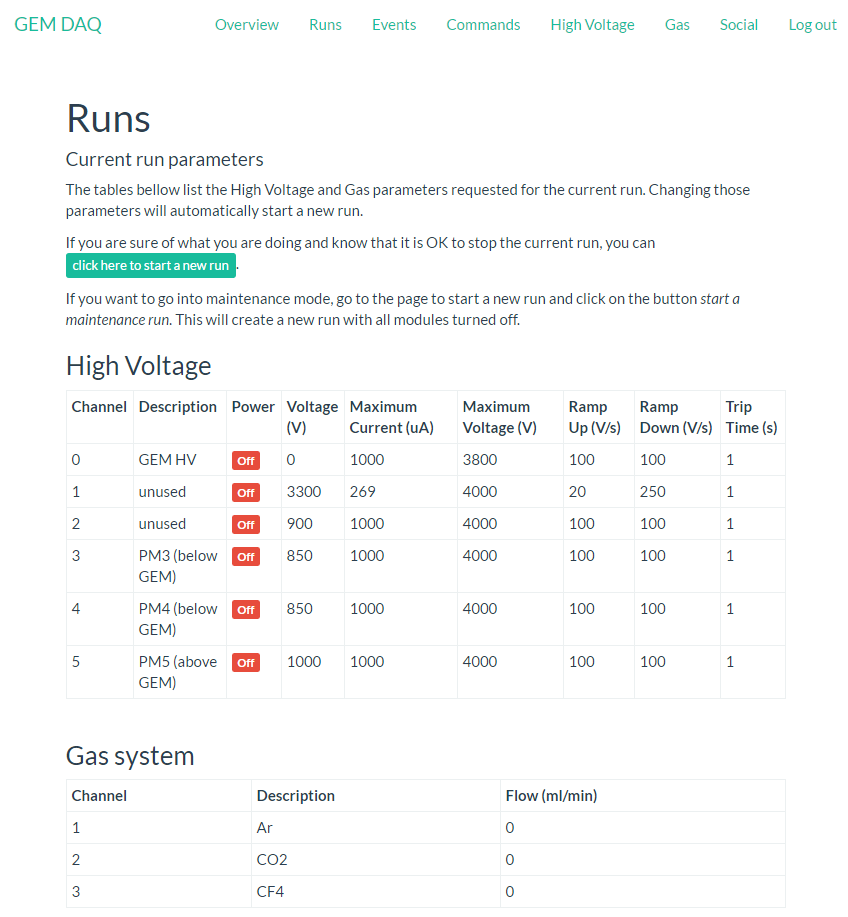 GEM DAQ Overview Runs Events Commands High Voltage Gas Social Log out
Runs
Current run parameters
The tables bellow list the High Voltage and Gas parameters requested for the current run. Changing those
parameters will automatically start a new run.
If you are sure of what you are doing and know that it is OK to stop the current run, you can
click here to start a new run.
If you want to go into maintenance mode, go to the page to start a new run and click on the button start a
maintenance run. This will create a new run with all modules turned off.
High Voltage
Channel Description Power Voltage Maximum Maximum Ramp Ramp Trip
(V) Current (uA) Voltage (V) Up (V/s) Down (V/s) Time (s)
0 GEM HV Off 0 1000 3800 100 100 1
1 unused Off 3300 269 4000 20 250 1
2 unused Off 900 1000 4000 100 100 1
3 PM3 (below Off 850 1000 4000 100 100 1
GEM)
4 PM4 (below Off 850 1000 4000 100 100 1
GEM)
5 PM5 (above Off 1000 1000 4000 100 100 1
GEM)
Gas system
Channel Description Flow (ml/min)
1 Ar 0
2 CO2 0
3 CF4 0